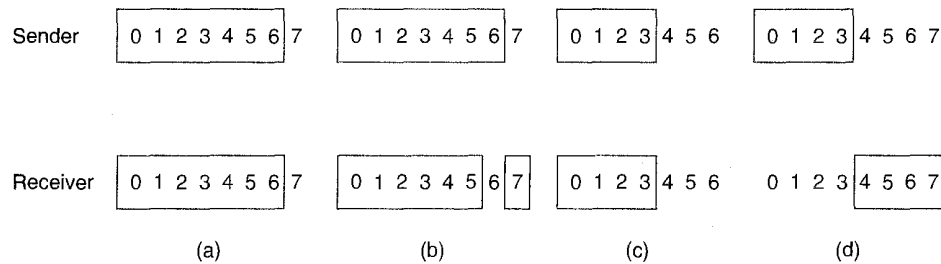 Sender 0 1 2 3 4 5 6 7 0 1 2 3 4 5 6 7 0 1 2 3 4 5 6 0 1 2 3 4 5 6 7
Receiver 0 1 2 3 4 5 6 7 0 1 2 3 4 5 6 7 0 1 2 3 4 5 6 0 1 2 3 4 5 6 7
(a) (b) (c) (d)